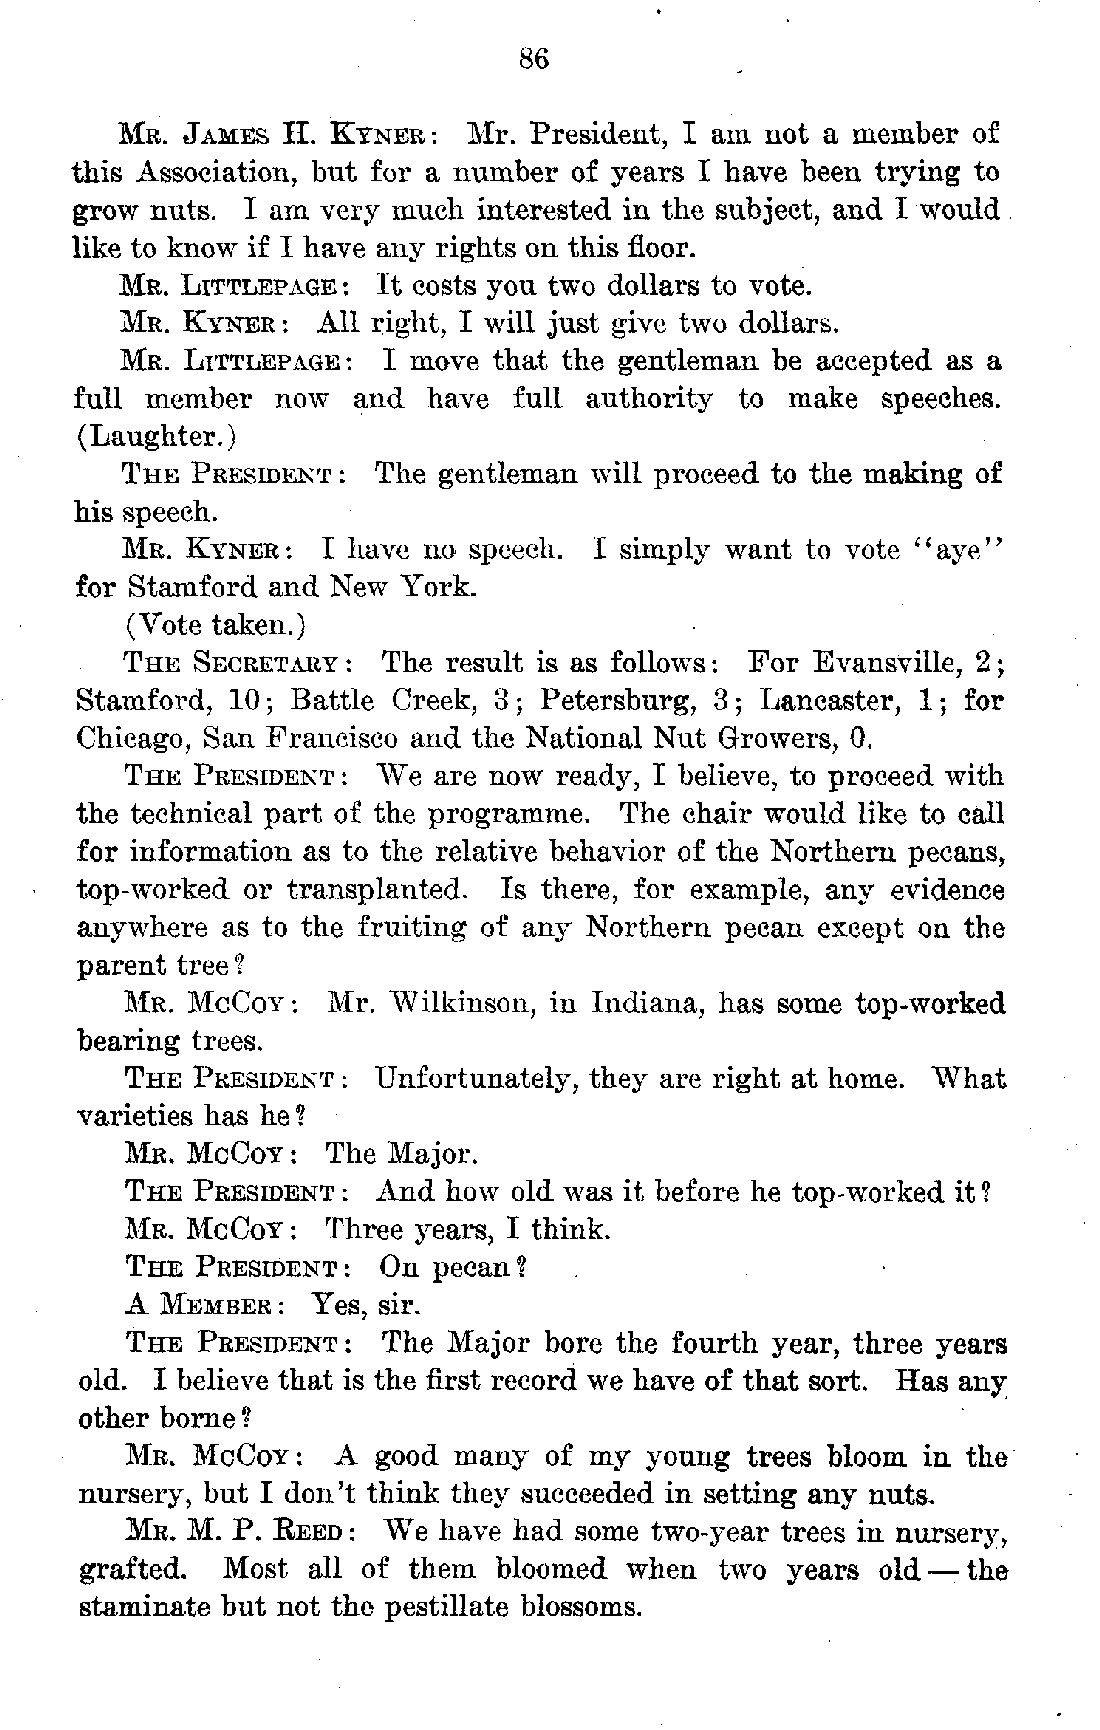 86
MR. JAMES H. KYNER: Mr. President, I am not a member of
this Association, but for a number of years I have been trying to
grow nuts. I am very much interested in the subject, and I would
like to know if I have any rights on this floor.
MR. LITTLEPAGE: It costs you two dollars to vote.
MR. KYNER: All right, I will just give two dollars.
MR. LITTLEPAGE: I move that the gentleman be accepted as a
full member now and have full authority to make speeches.
(Laughter.)
THE PRESIDENT: The gentleman will proceed to the making of
his speech.
MR. KYNER: I have no speech. I simply want to vote "aye"
for Stamford and New York.
(Vote taken.)
THE SECRETARY: The result is as follows: For Evansville, 2;
Stamford, 10; Battle Creek, 3; Petersburg, 3; Lancaster, 1; for
Chicago, San Francisco and the National Nut Growers, 0.
THE PRESIDENT: We are now ready, I believe, to proceed with
the technical part of the programme. The chair would like to call
for information as to the relative behavior of the Northern pecans,
top-worked or transplanted. Is there, for example, any evidence
anywhere as to the fruiting of any Northern pecan except on the
parent tree?
MR. MCCOY: Mr. Wilkinson, in Indiana, has some top-worked
bearing trees.
THE PRESIDENT: Unfortunately, they are right at home. What
varieties has he?
MR. MCCOY: The Major.
THE PRESIDENT: And how old was it before he top-worked it?
MR. MCCOY: Three years, I think.
THE PRESIDENT: On pecan?
A MEMBER: Yes, sir.
THE PRESIDENT: The Major bore the fourth year, three years
old. I believe that is the first record we have of that sort. Has any
other borne?
MR. MCCOY: A good many of my young trees bloom in the
nursery, but I don't think they succeeded in setting any nuts.
MR. M. P. REED: We have had some two-year trees in nursery,
grafted. Most all of them bloomed when two years old — the
staminate but not the pestillate blossoms.